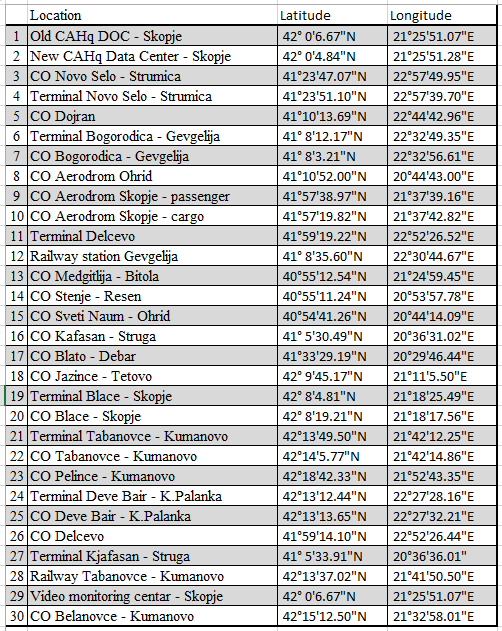 Location Latitude Longitude
1 Old CAHq DOC - Skopje 42° 0'6.67"N 21°25'51.07"E
2 New CAHq Data Center - Skopje 42° 0'4.84"N 21°25'51.28"E
3 CO Novo Selo - Strumica 41°23'47.07"N 22°57'49.95"E
4 Terminal Novo Selo - Strumica 41°23'51.10"N 22°57'39.70"E
5 CO Dojran 41°10'13.69"N 22°44'42.96"E
6 Terminal Bogorodica - Gevgelija 41° 8'12.17"N 22°32'49.35"E
7 CO Bogorodica - Gevgelija 41° 8'3.21"N 22°32'56.61"E
8 CO Aerodrom Ohrid 41°10'52.00"N 20°44'43.00"E
9 CO Aerodrom Skopje - passenger 41°57'38.97"N 21°37'39.16"E
10 CO Aerodrom Skopje - cargo 41°57'19.82"N 21°37'42.82"E
11 Terminal Delcevo 41°59'19.22"N 22°52'26.52"E
12 Railway station Gevgelija 41° 8'35.60"N 22°30'44.67"E
13 CO Medgitlija - Bitola 40°55'12.54"N 21°24'59.45"E
14 CO Stenje - Resen 40°55'11.24"N 20°53'57.78"E
15 CO Sveti Naum - Ohrid 40°54'41.26"N 20°44'14.09"E
16 CO Kafasan - Struga 41° 5'30.49"N 20°36'31.02"E
17 CO Blato - Debar 41°33'29.19"N 20°29'46.44"E
18 CO Jazince - Tetovo 42° 9'45.17"N 21°11'5.50"E
19 Terminal Blace - Skopje 42° 8'4.81"N 21°18'25.49"E
20 CO Blace - Skopje 42° 8'19.21"N 21°18'17.56"E
21 Terminal Tabanovce - Kumanovo 42°13'49.50"N 21°42'12.25"E
22 CO Tabanovce - Kumanovo 42°14'5.77"N 21°42'14.86"E
23 CO Pelince - Kumanovo 42°18'42.33"N 21°52'43.35"E
24 Terminal Deve Bair - K.Palanka 42°13'12.44"N 22°27'28.16"E
25 CO Deve Bair - K.Palanka 42°13'13.65"N 22°27'32.21"E
26 CO Delcevo 41°59'14.10"N 22°52'26.44"E
27 Terminal Kjafasan - Struga 41° 5'33.91"N 20°36'36.01"
28 Railway Tabanovce - Kumanovo 42°13'37.02"N 21°41'50.50"E
29 Video monitoring centar - Skopje 42° 0'6.67"N 21°25'51.07"E
30 CO Belanovce - Kumanovo 42°15'12.50"N 21°32'58.01"E